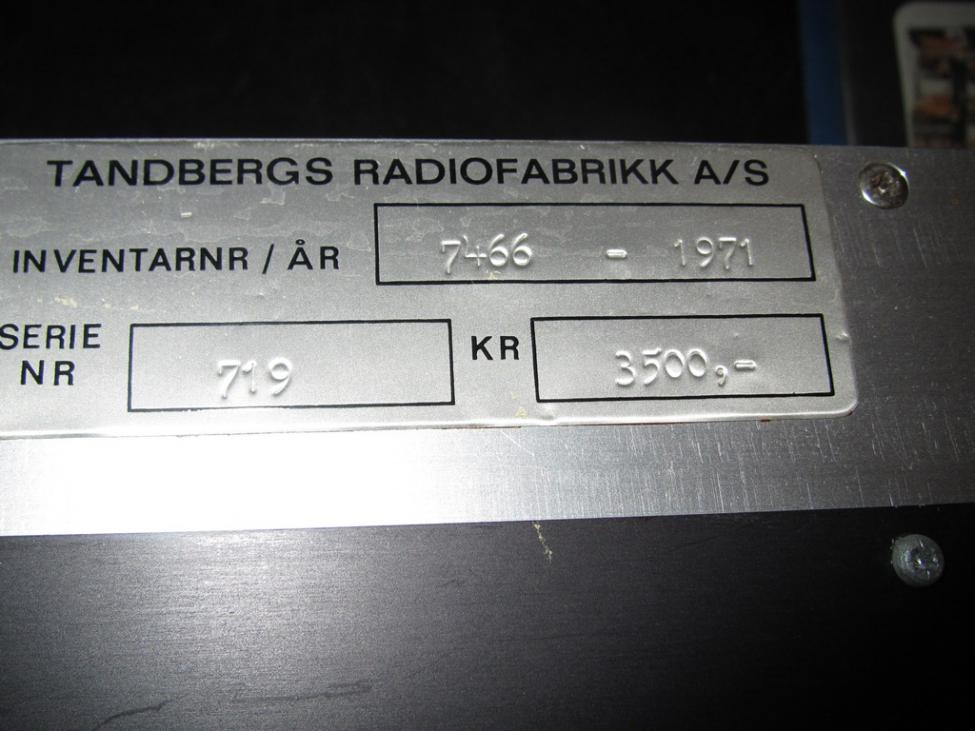 TANDBERGS RADIOFABRIKK A/S
INVENTARNR / ÅR 7466 - 1971
SERIE NR 719 KR 3500,-